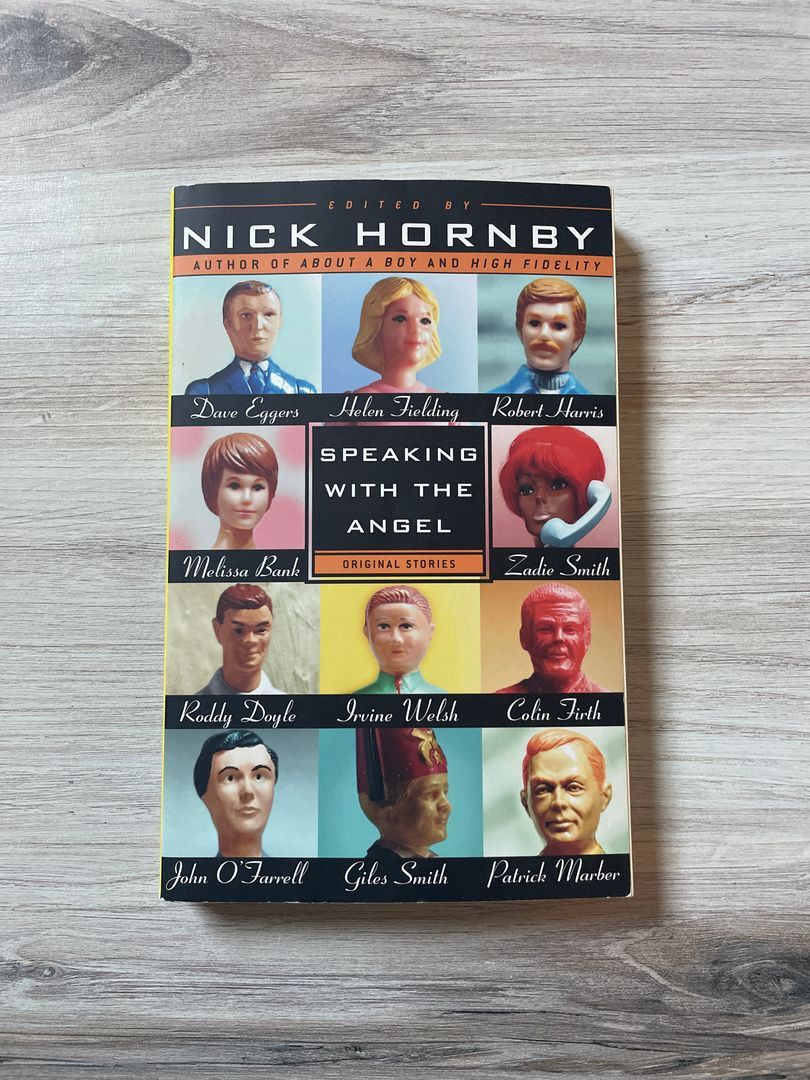 EDITED BY
NICK HORNBY
AUTHOR OF ABOUT A BOY AND HIGH FIDELITY
Dave Eggers Helen Fielding Robert Harris
SPEAKING
WITH THE
ANGEL
ORIGINAL STORIES
Melissa Bank Zadie Smith
Roddy Doyle Irvine Welsh Colin Firth
John O'Farrell Giles Smith Patrick Marber